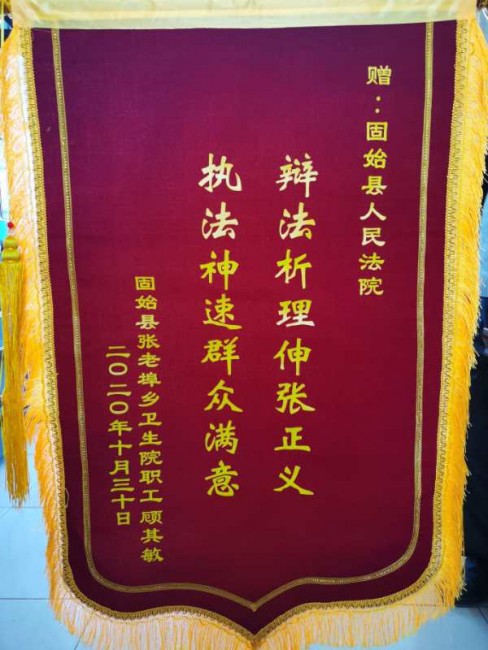 赠：固始县人民法院
辩法析理伸张正义
执法神速群众满意
固始县张老埠乡卫生院职工顾其敏
二〇二〇年十月三十日